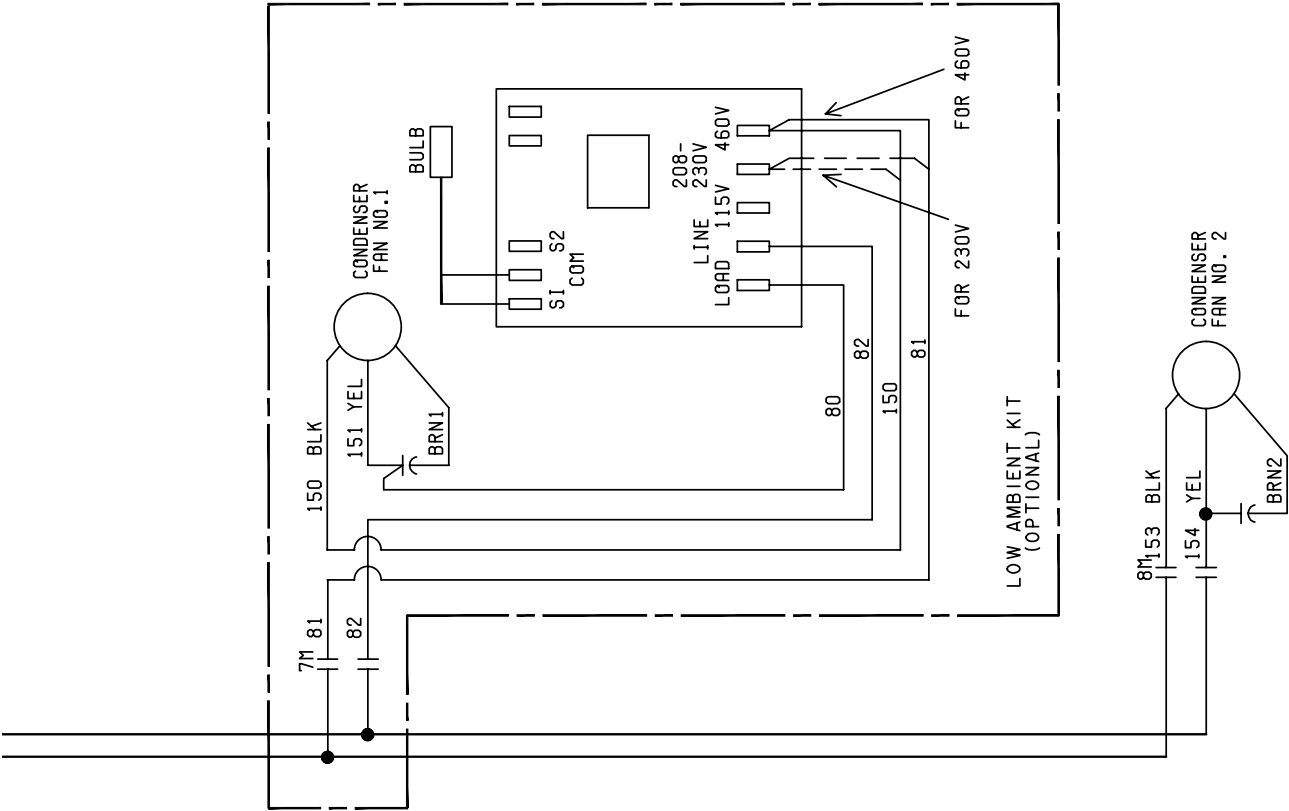 FOR 460V
BULB
460V
208-
230V
115V
LINE
LOAD
S2
COM
SI
CONDENSER
FAN NO.1
FOR 230V
CONDENSER
FAN NO. 2
82
81
80
150
150 BLK
151 YEL
BRN1
LOW AMBIENT KIT
(OPTIONAL)
8M
153 BLK
154 YEL
BRN2
7M
81
82